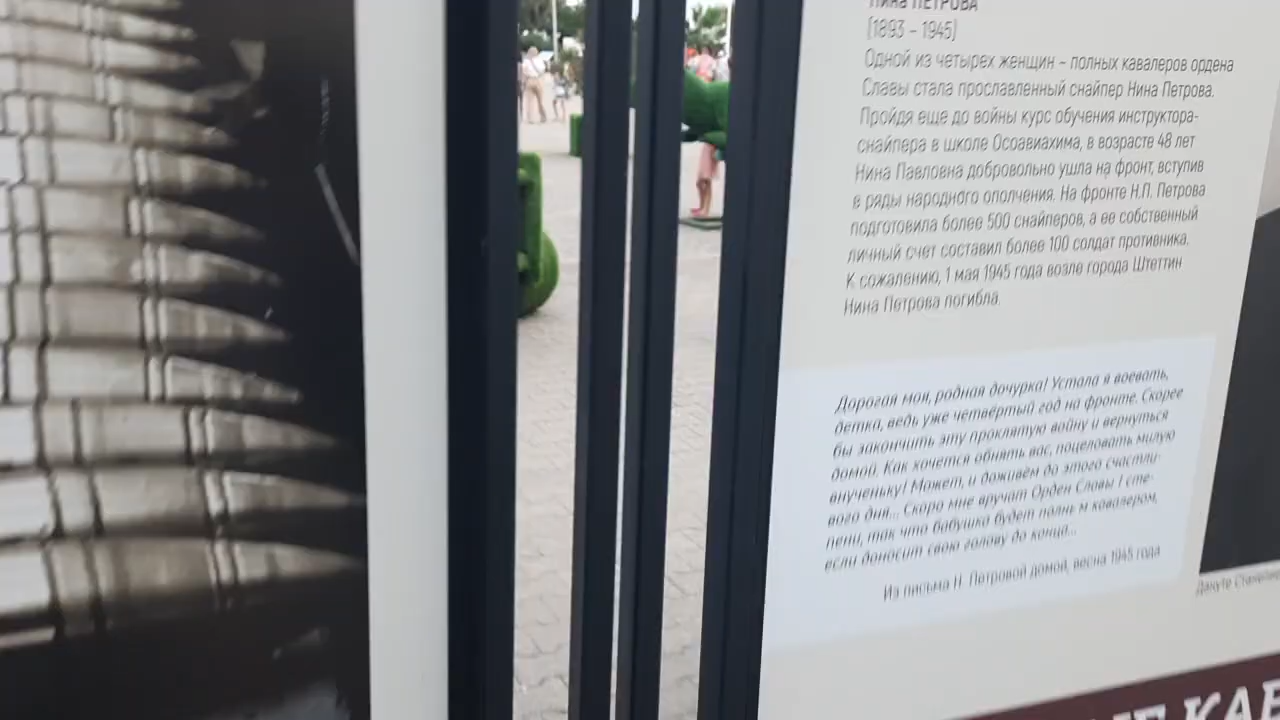 Нина ПЕТРОВА
(1893 – 1945)
Одной из четырех женщин – полных кавалеров ордена
Славы стала прославленный снайпер Нина Петрова.
Пройдя еще до войны курс обучения инструктора-
снайпера в школе Осоавиахима, в возрасте 48 лет
Нина Павловна добровольно ушла на фронт, вступив
в ряды народного ополчения. На фронте Н.П. Петрова
подготовила более 500 снайперов, а ее собственный
личный счет составил более 100 солдат противника.
К сожалению, 1 мая 1945 года возле города Штеттин
Нина Петрова погибла.
Дорогая моя, родная дочурка! Устала я воевать,
детка, ведь уже четвёртый год на фронте. Скорее
бы закончить эту проклятую войну и вернуться
домой. Как хочется обнять вас, поцеловать милую
внученьку! Может, и доживём до этого счастли-
вого дня... Скоро мне вручат Орден Славы I сте-
пени, так что бабушка будет полным кавалером,
если доносит свою голову до конца...
Из письма Н. Петровой домой, весна 1945 года
Дануте
Е КАВ